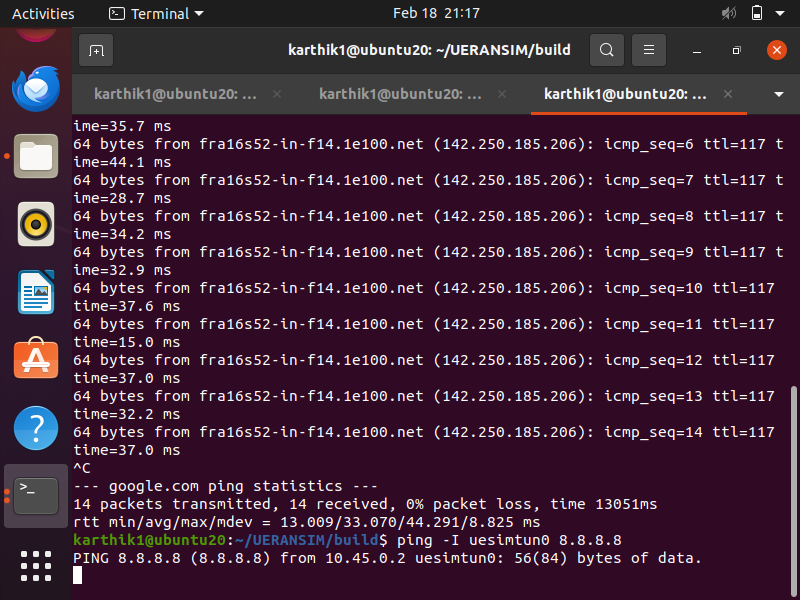 Activities
Terminal
Feb 18 21:17
karthik1@ubuntu20: ~/UERANSIM/build
karthik1@ubuntu20: ...
karthik1@ubuntu20: ...
karthik1@ubuntu20: ...
ime=35.7 ms
64 bytes from fra16s52-in-f14.1e100.net (142.250.185.206): icmp_seq=6 ttl=117 t
ime=44.1 ms
64 bytes from fra16s52-in-f14.1e100.net (142.250.185.206): icmp_seq=7 ttl=117 t
ime=28.7 ms
64 bytes from fra16s52-in-f14.1e100.net (142.250.185.206): icmp_seq=8 ttl=117 t
ime=34.2 ms
64 bytes from fra16s52-in-f14.1e100.net (142.250.185.206): icmp_seq=9 ttl=117 t
ime=32.9 ms
64 bytes from fra16s52-in-f14.1e100.net (142.250.185.206): icmp_seq=10 ttl=117
time=37.6 ms
64 bytes from fra16s52-in-f14.1e100.net (142.250.185.206): icmp_seq=11 ttl=117
time=15.0 ms
64 bytes from fra16s52-in-f14.1e100.net (142.250.185.206): icmp_seq=12 ttl=117
time=37.0 ms
64 bytes from fra16s52-in-f14.1e100.net (142.250.185.206): icmp_seq=13 ttl=117
time=32.2 ms
64 bytes from fra16s52-in-f14.1e100.net (142.250.185.206): icmp_seq=14 ttl=117
time=37.0 ms
^C
--- google.com ping statistics ---
14 packets transmitted, 14 received, 0% packet loss, time 13051ms
rtt min/avg/max/mdev = 13.009/33.070/44.291/8.825 ms
karthik1@ubuntu20:~/UERANSIM/build$ ping -I uesimtun0 8.8.8.8
PING 8.8.8.8 (8.8.8.8) from 10.45.0.2 uesimtun0: 56(84) bytes of data.